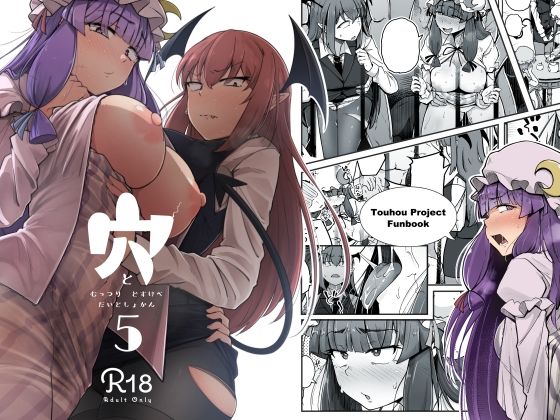 穴
と
むっつり どすけべ
だいとしょかん
5
R18
Adult Only
Touhou Project
Funbook